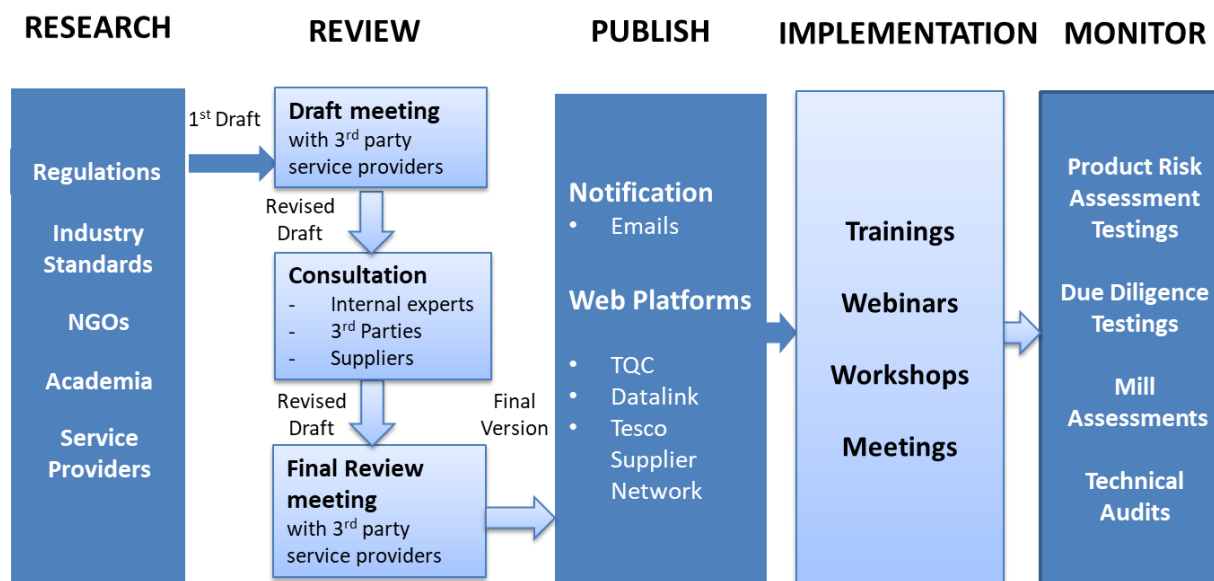 RESEARCH
REVIEW
PUBLISH
IMPLEMENTATION
MONITOR
Regulations
Industry
Standards
NGOs
Academia
Service
Providers
1st Draft
Draft meeting
with 3rd party
service providers
Revised
Draft
Consultation
- Internal experts
- 3rd Parties
- Suppliers
Revised
Draft
Final Review
meeting
with 3rd party
service providers
Final
Version
Notification
• Emails
Web Platforms
• TQC
• Datalink
• Tesco
Supplier
Network
Trainings
Webinars
Workshops
Meetings
Product Risk
Assessment
Testings
Due Diligence
Testings
Mill
Assessments
Technical
Audits